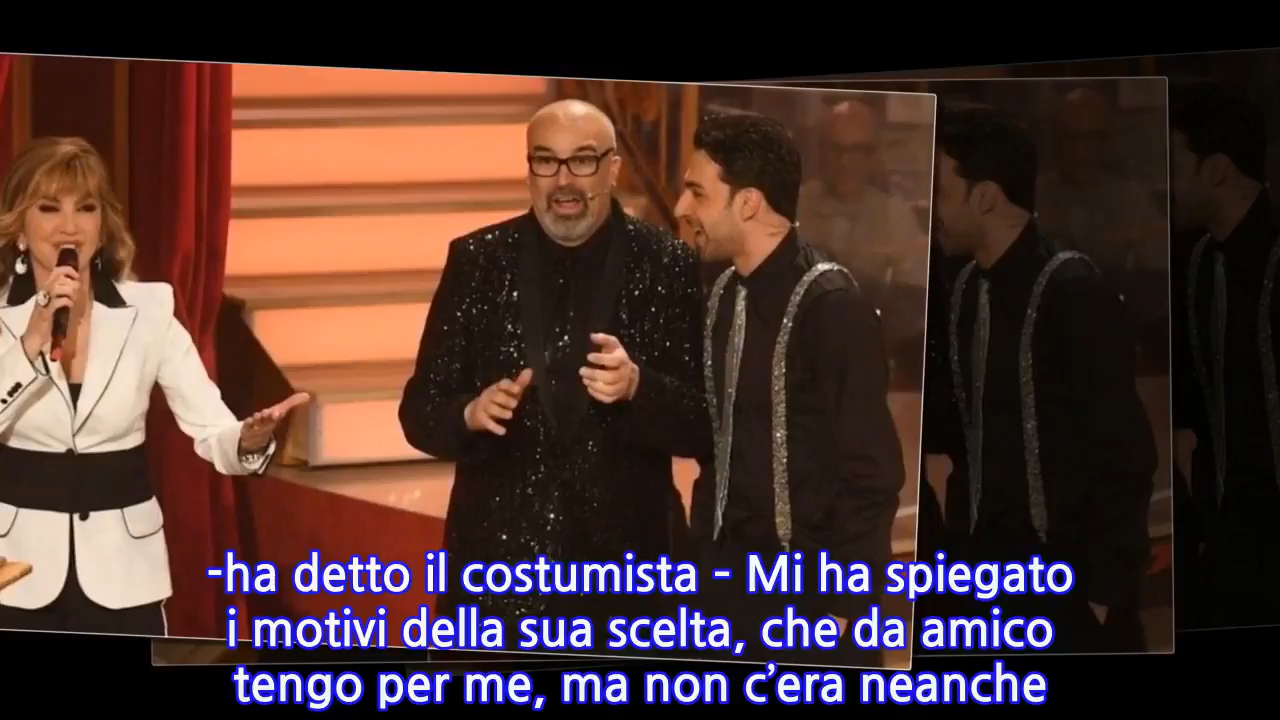 -ha detto il costumista - Mi ha spiegato
i motivi della sua scelta, che da amico
tengo per me, ma non c’era neanche